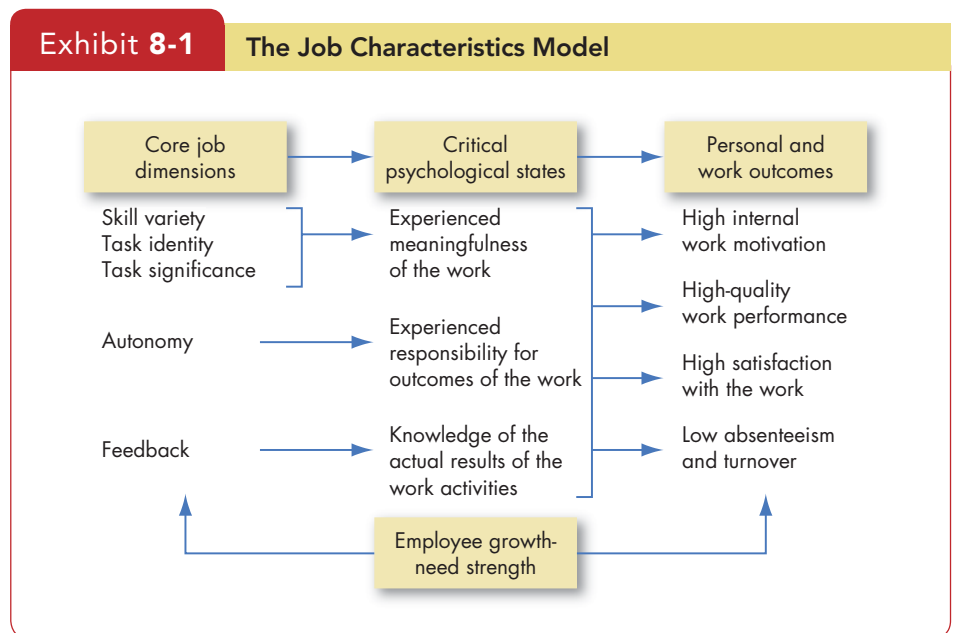 Exhibit 8-1
The Job Characteristics Model
Core job
dimensions
Critical
psychological states
Personal and
work outcomes
Skill variety
Task identity
Task significance
Experienced
meaningfulness
of the work
High internal
work motivation
High-quality
work performance
Autonomy
Experienced
responsibility for
outcomes of the work
High satisfaction
with the work
Feedback
Knowledge of the
actual results of the
work activities
Low absenteeism
and turnover
Employee growth-
need strength